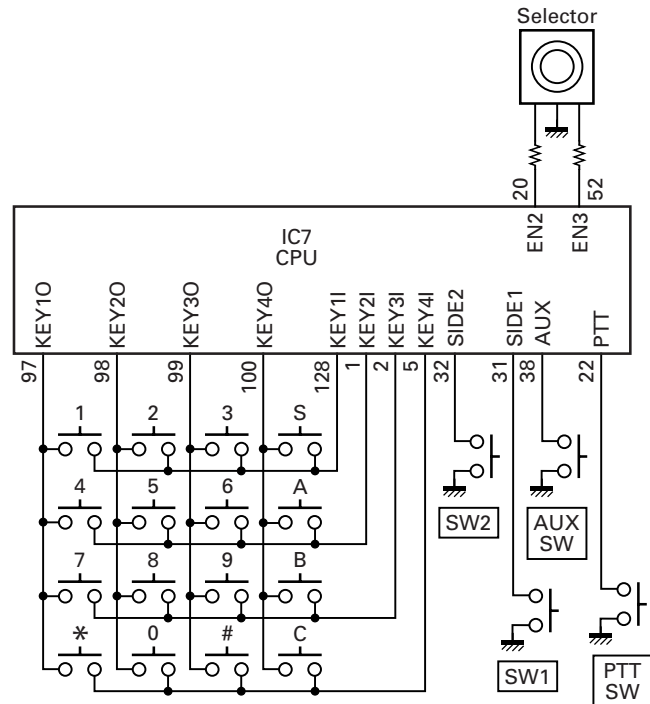 Selector
20
52
EN2
EN3
IC7
CPU
KEY1O
KEY2O
KEY3O
KEY4O
KEY1I
KEY2I
KEY3I
KEY4I
SIDE2
SIDE1
AUX
PTT
97
98
99
100
128
1
2
5
32
31
38
22
1
2
3
S
4
5
6
A
7
8
9
B
*
0
#
C
SW2
AUX
SW
SW1
PTT
SW